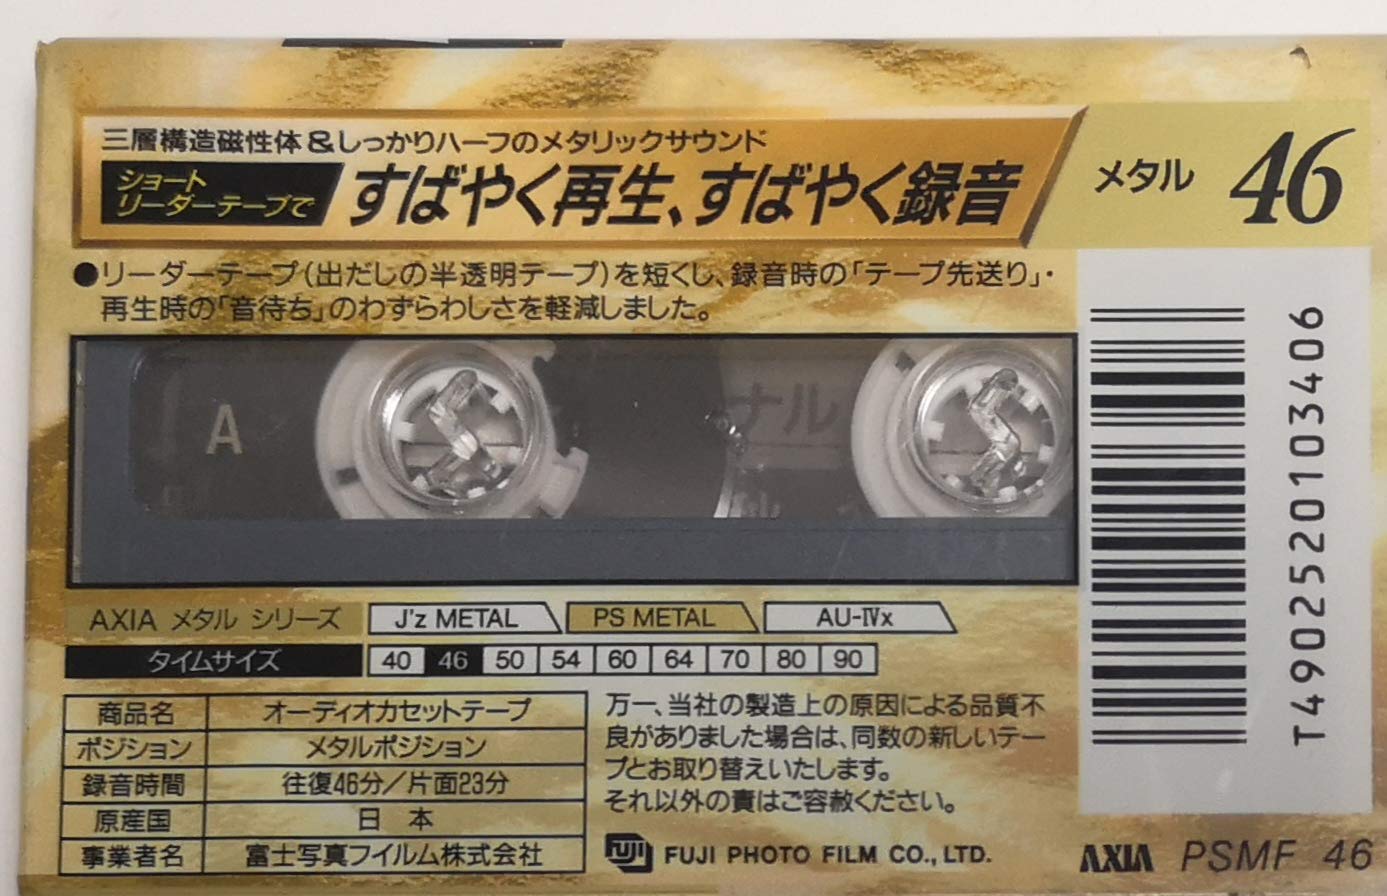 三層構造磁性体&しっかりハーフのメタリックサウンド
ショート
リーダーテープで
すばやく再生、すばやく録音
メタル 46
●リーダーテープ(出だしの半透明テープ)を短くし、録音時の「テープ先送り」・
再生時の「音待ち」のわずらわしさを軽減しました。
A
ナル
T4902520103406
AXIA メタル シリーズ J'z METAL PS METAL AU-IVx
タイムサイズ 40 46 50 54 60 64 70 80 90
商品名 オーディオカセットテープ
ポジション メタルポジション
録音時間 往復46分/片面23分
原産国 日本
事業者名 富士写真フイルム株式会社
万一、当社の製造上の原因による品質不
良がありました場合は、同数の新しいテー
プとお取り替えいたします。
それ以外の責はご容赦ください。
FUJI FUJI PHOTO FILM CO., LTD.
AXIA PSMF 46